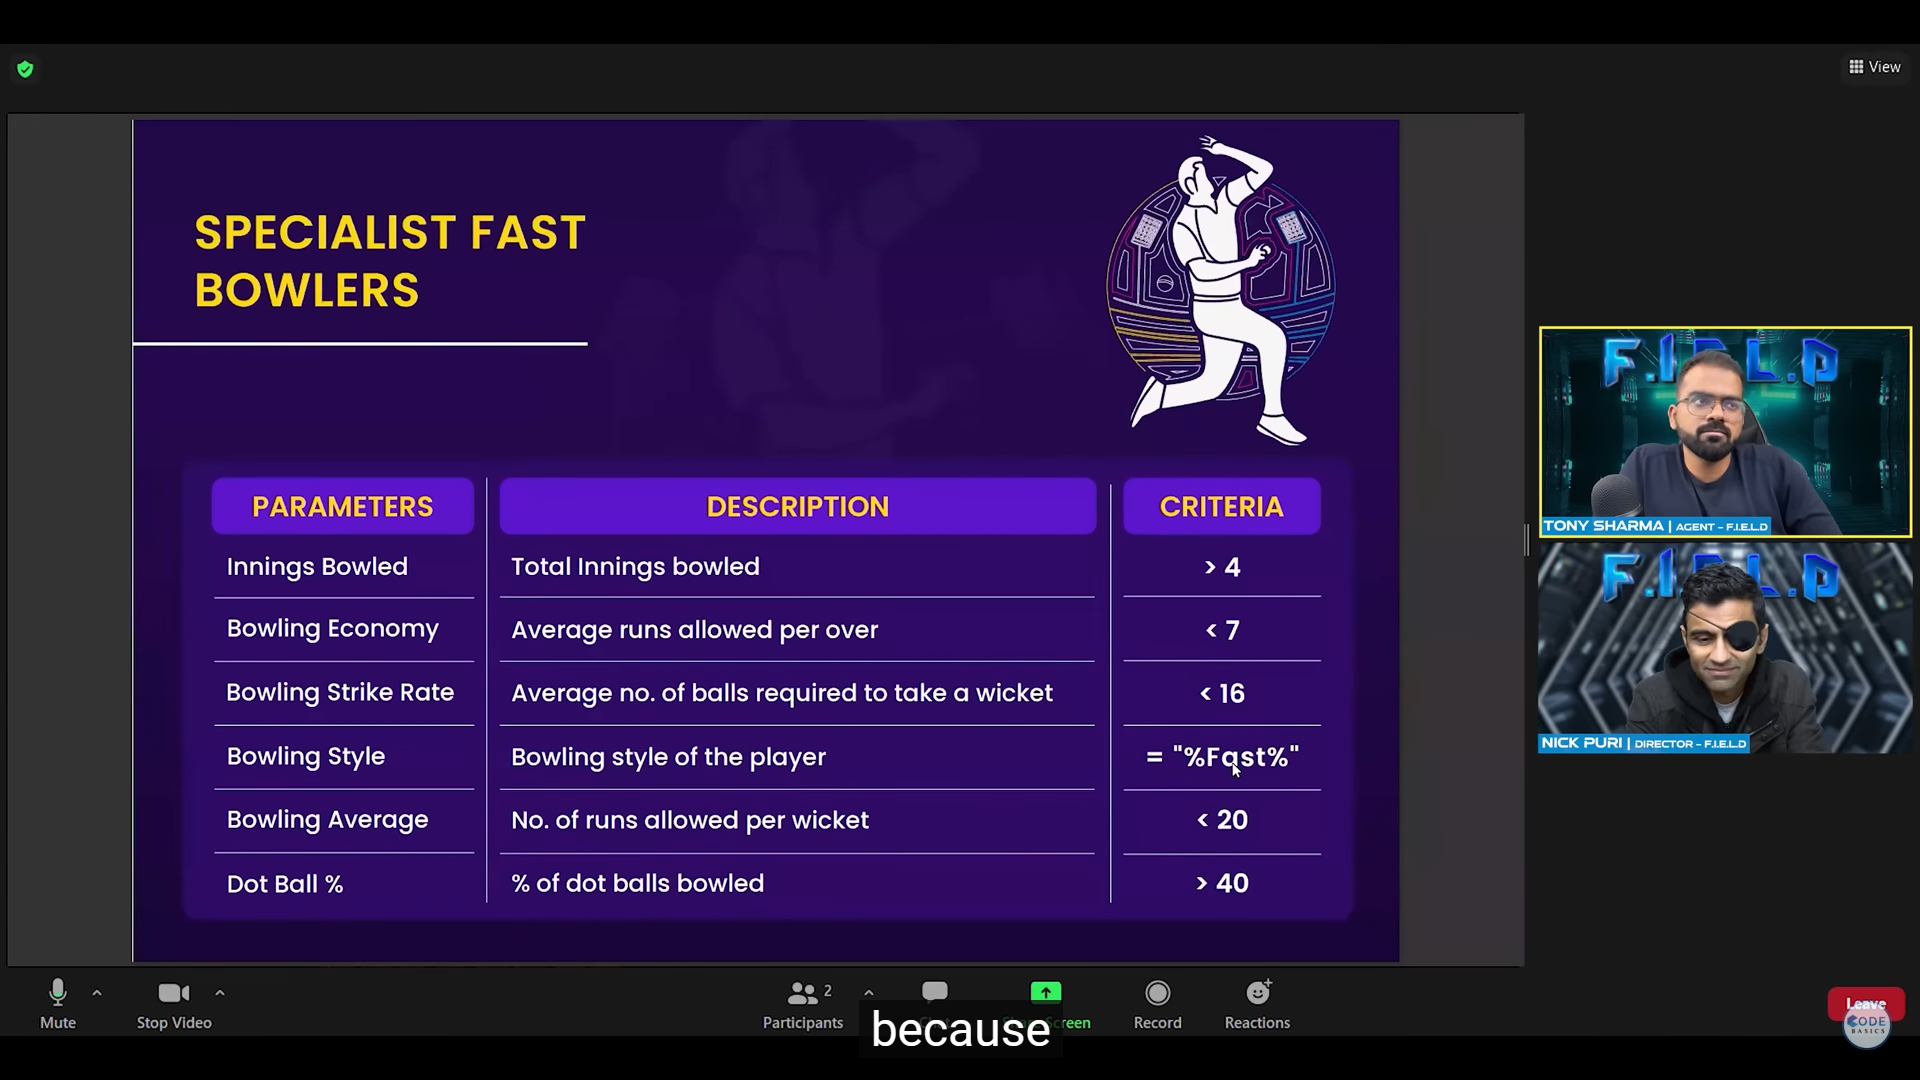 View
SPECIALIST FAST
BOWLERS
PARAMETERS DESCRIPTION CRITERIA
Innings Bowled Total Innings bowled > 4
Bowling Economy Average runs allowed per over < 7
Bowling Strike Rate Average no. of balls required to take a wicket < 16
Bowling Style Bowling style of the player = "%Fast%"
Bowling Average No. of runs allowed per wicket < 20
Dot Ball % % of dot balls bowled > 40
F.I.E.L.D
TONY SHARMA | AGENT - F.I.E.L.D
F.I.E.L.D
NICK PURI | DIRECTOR - F.I.E.L.D
Mute Stop Video Participants 2 Screen Record Reactions Leave
because
CODE
BASICS